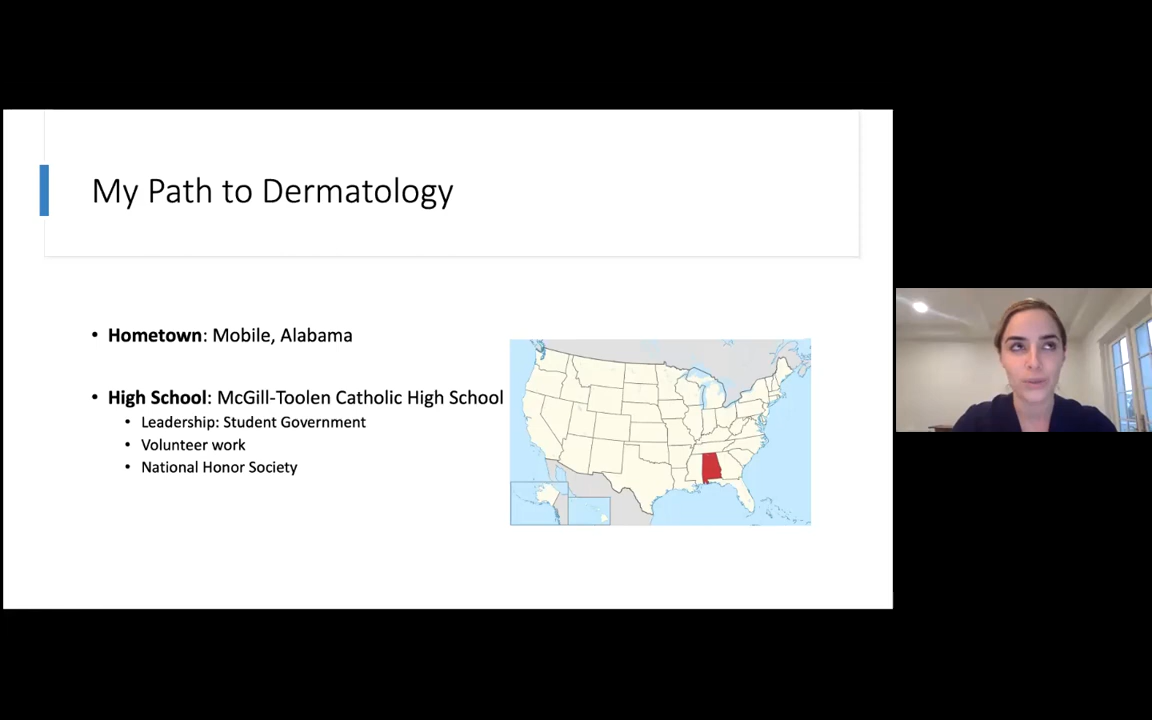 My Path to Dermatology
• Hometown: Mobile, Alabama
• High School: McGill-Toolen Catholic High School
• Leadership: Student Government
• Volunteer work
• National Honor Society